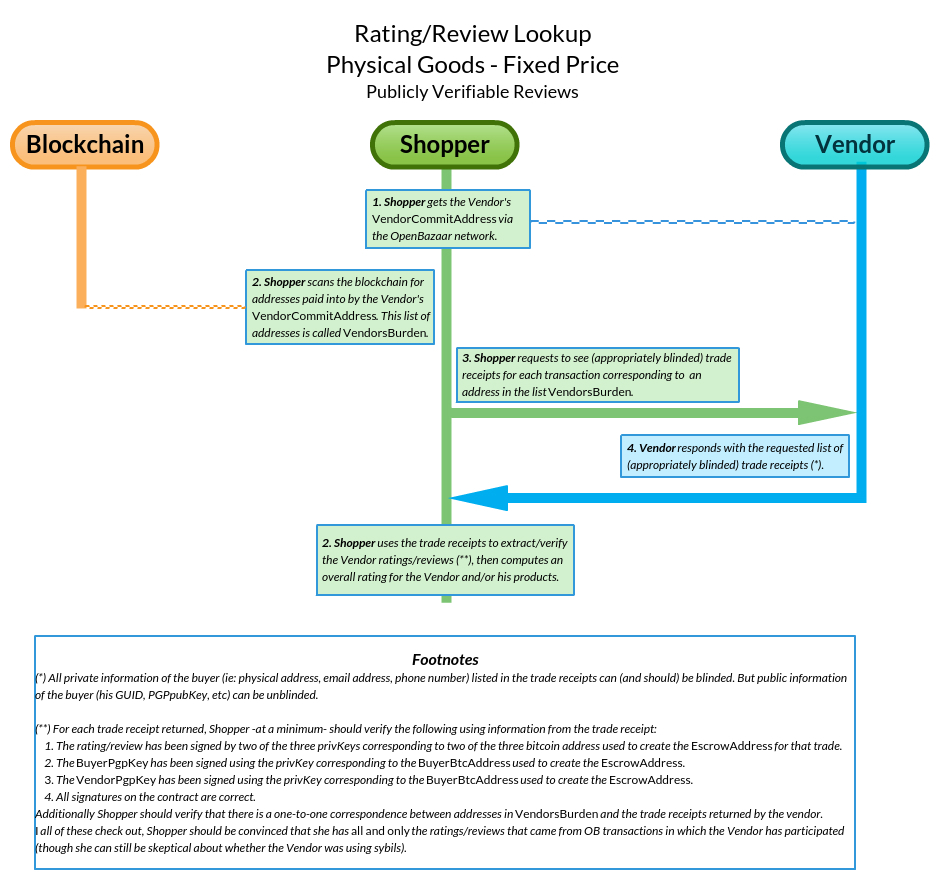 Rating/Review Lookup
Physical Goods - Fixed Price
Publicly Verifiable Reviews
Blockchain
Shopper
Vendor
1. Shopper gets the Vendor's
VendorCommitAddress via
the OpenBazaar network.
2. Shopper scans the blockchain for
addresses paid into by the Vendor's
VendorCommitAddress. This list of
addresses is called VendorsBurden.
3. Shopper requests to see (appropriately blinded) trade
receipts for each transaction corresponding to an
address in the list VendorsBurden.
4. Vendor responds with the requested list of
(appropriately blinded) trade receipts (*).
2. Shopper uses the trade receipts to extract/verify
the Vendor ratings/reviews (**), then computes an
overall rating for the Vendor and/or his products.
Footnotes
(*) All private information of the buyer (ie: physical address, email address, phone number) listed in the trade receipts can (and should) be blinded. But public information
of the buyer (his GUID, PGPpubKey, etc) can be unblinded.
(**) For each trade receipt returned, Shopper -at a minimum- should verify the following using information from the trade receipt:
1. The rating/review has been signed by two of the three privKeys corresponding to two of the three bitcoin address used to create the EscrowAddress for that trade.
2. The BuyerPgpKey has been signed using the privKey corresponding to the BuyerBtcAddress used to create the EscrowAddress.
3. The VendorPgpKey has been signed using the privKey corresponding to the BuyerBtcAddress used to create the EscrowAddress.
4. All signatures on the contract are correct.
Additionally Shopper should verify that there is a one-to-one correspondence between addresses in VendorsBurden and the trade receipts returned by the vendor.
I all of these check out, Shopper should be convinced that she has all and only the ratings/reviews that came from OB transactions in which the Vendor has participated
(though she can still be skeptical about whether the Vendor was using sybils).